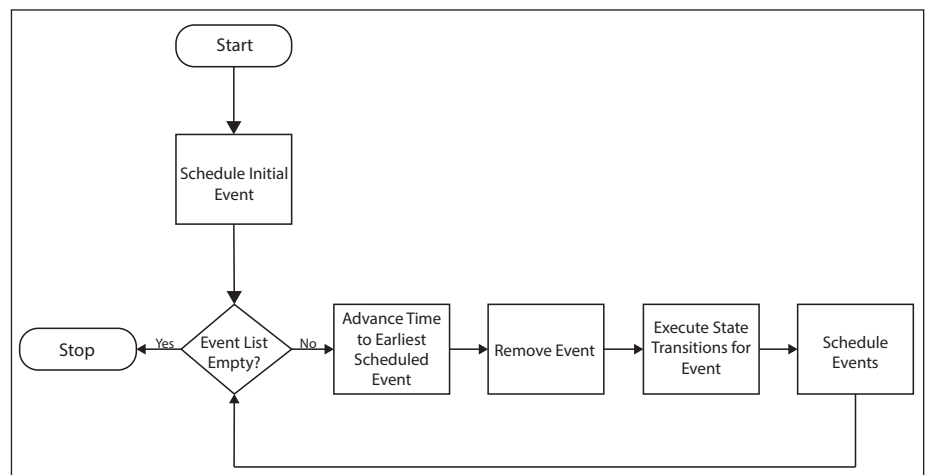 Start
Schedule Initial
Event
Stop
Yes
Event List
Empty?
No
Advance Time
to Earliest
Scheduled
Event
Remove Event
Execute State
Transitions for
Event
Schedule
Events